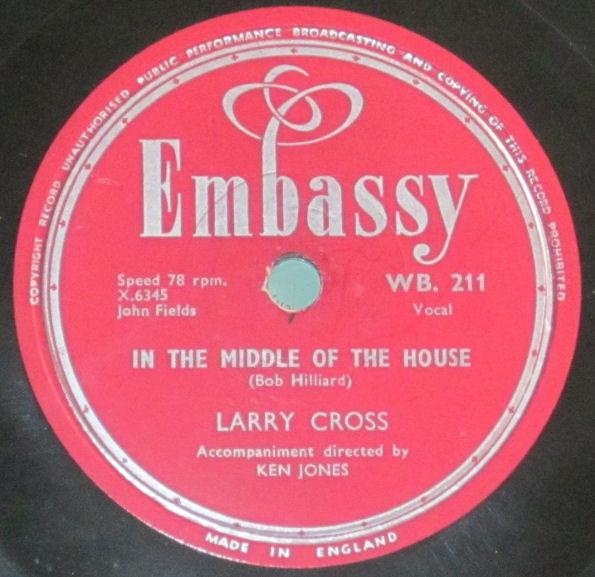 COPYRIGHT RECORD UNAUTHORISED PUBLIC PERFORMANCE BROADCASTING AND COPYING OF THIS RECORD PROHIBITED
Embassy
Speed 78 rpm.
X.6345
John Fields
WB. 211
Vocal
IN THE MIDDLE OF THE HOUSE
(Bob Hilliard)
LARRY CROSS
Accompaniment directed by
KEN JONES
MADE IN ENGLAND